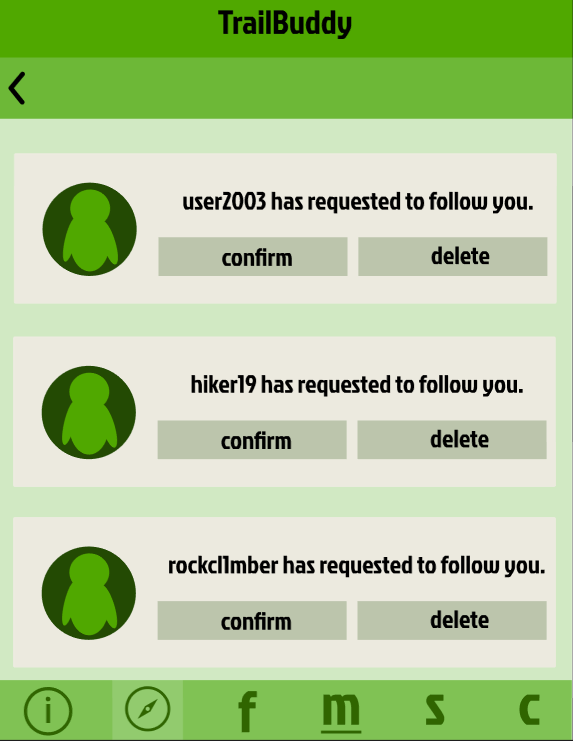 TrailBuddy
user2003 has requested to follow you.
confirm delete
hiker19 has requested to follow you.
confirm delete
rockcl1mber has requested to follow you.
confirm delete
i f m s c